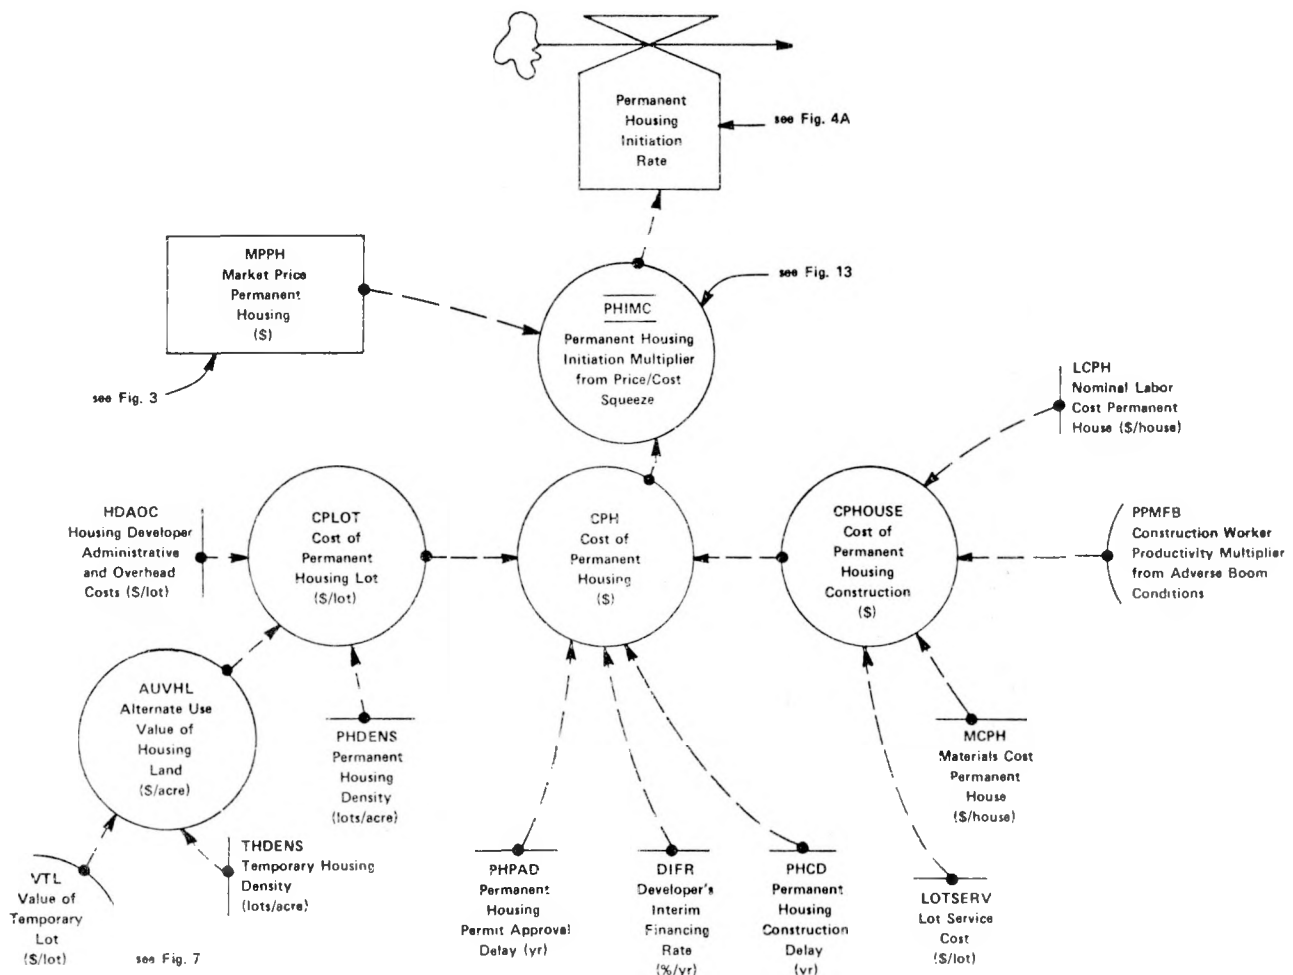 Permanent
Housing
Initiation
Rate
see Fig. 4A
MPPH
Market Price
Permanent
Housing
($)
see Fig. 3
PHIMC
Permanent Housing
Initiation Multiplier
from Price/Cost
Squeeze
see Fig. 13
LCPH
Nominal Labor
Cost Permanent
House ($/house)
HDAOC
Housing Developer
Administrative
and Overhead
Costs ($/lot)
CPLOT
Cost of
Permanent
Housing Lot
($/lot)
CPH
Cost of
Permanent
Housing
($)
CPHOUSE
Cost of
Permanent
Housing
Construction
($)
PPMFB
Construction Worker
Productivity Multiplier
from Adverse Boom
Conditions
AUVHL
Alternate Use
Value of
Housing
Land
($/acre)
PHDENS
Permanent
Housing
Density
(lots/acre)
MCPH
Materials Cost
Permanent
House
($/house)
VTL
Value of
Temporary
Lot
($/lot)
THDENS
Temporary Housing
Density
(lots/acre)
see Fig. 7
PHPAD
Permanent
Housing
Permit Approval
Delay (yr)
DIFR
Developer's
Interim
Financing
Rate
(%/yr)
PHCD
Permanent
Housing
Construction
Delay
(yr)
LOTSERV
Lot Service
Cost
($/lot)